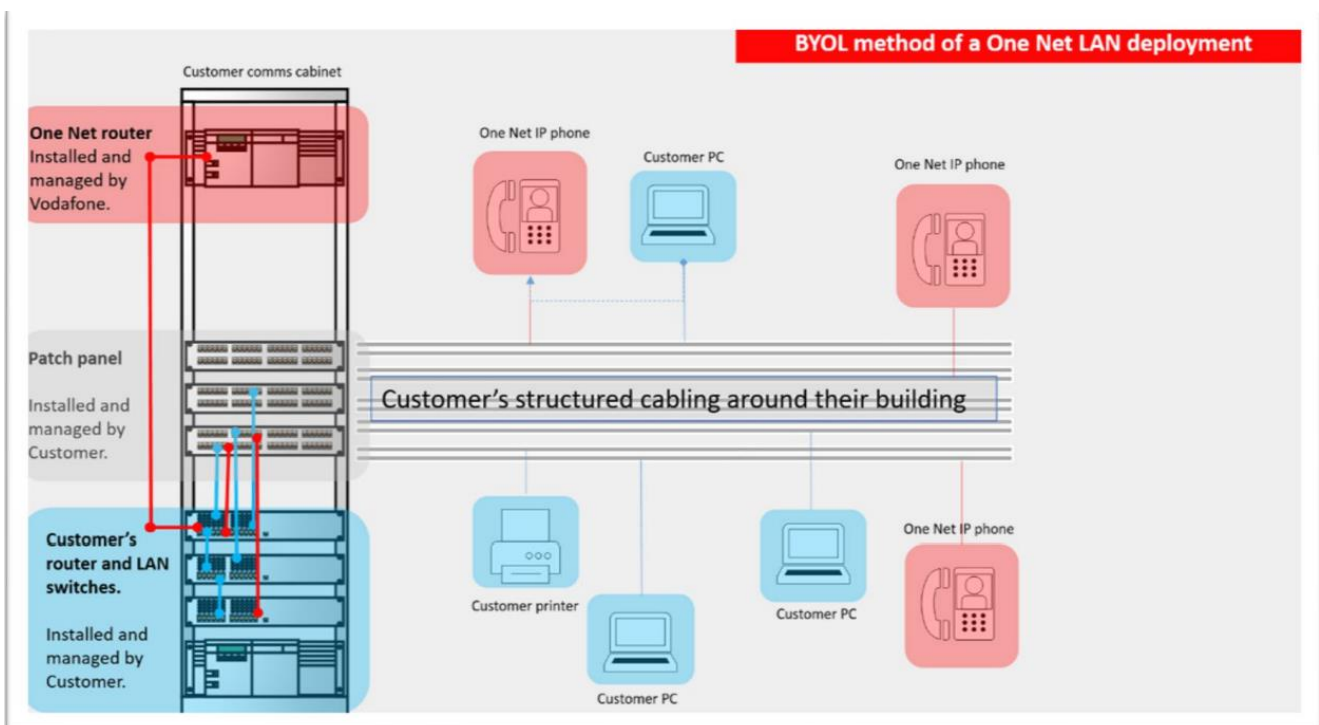 BYOL method of a One Net LAN deployment
Customer comms cabinet
One Net router
Installed and
managed by
Vodafone.
One Net IP phone
Customer PC
One Net IP phone
Patch panel
Installed and
managed by
Customer.
Customer's structured cabling around their building
Customer's
router and LAN
switches.
Installed and
managed by
Customer.
Customer printer
Customer PC
Customer PC
One Net IP phone